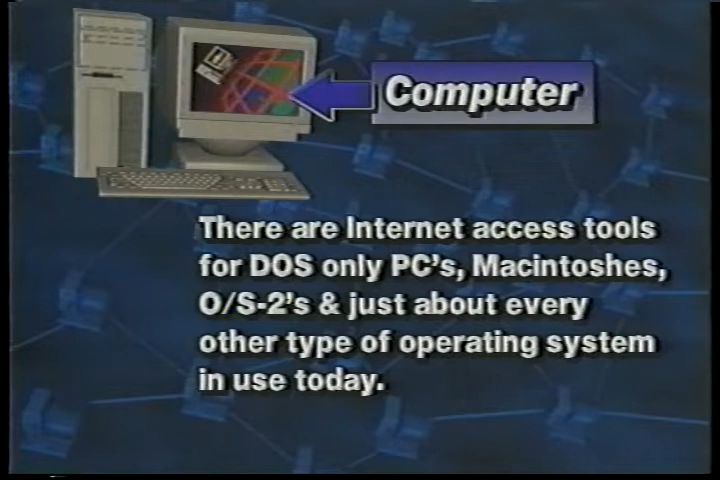 Computer
There are Internet access tools
for DOS only PC's, Macintoshes,
O/S-2's & just about every
other type of operating system
in use today.